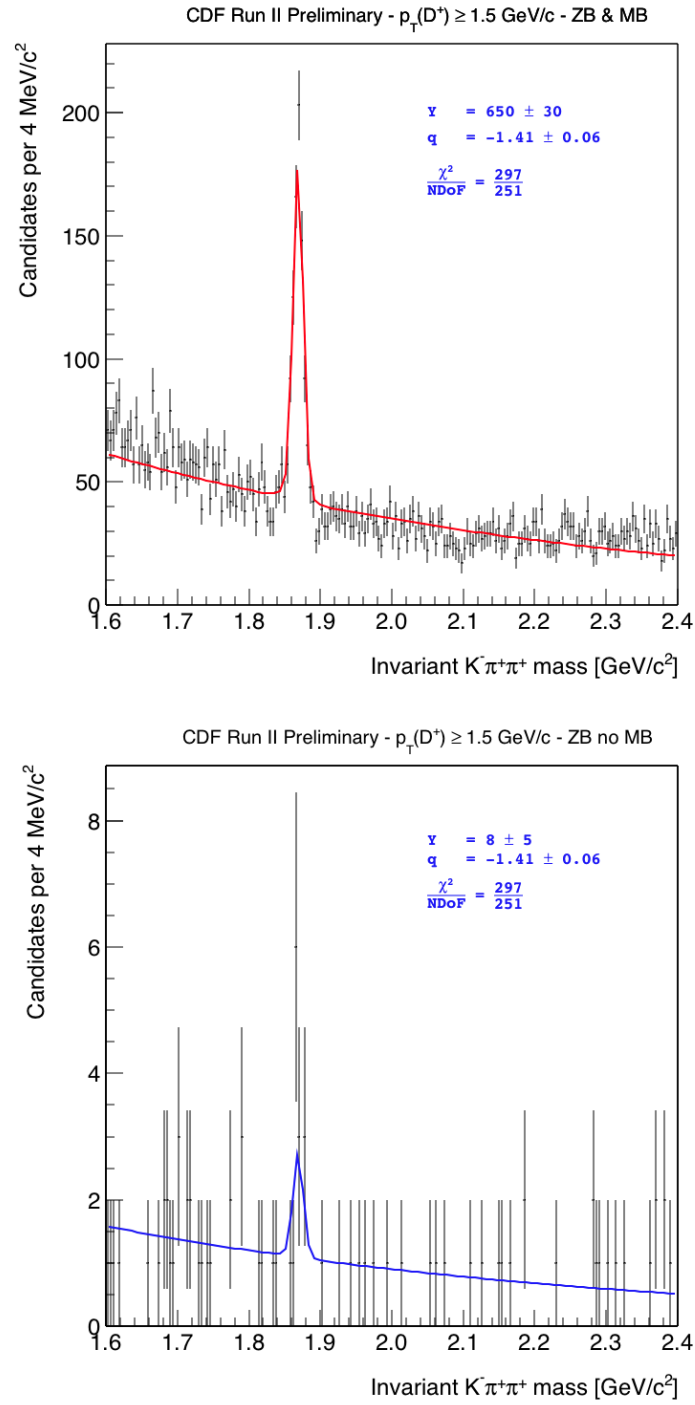 CDF Run II Preliminary - p_T(D⁺) ≥ 1.5 GeV/c - ZB & MB
Candidates per 4 MeV/c²
200
150
100
50
0
Y = 650 ± 30
q = -1.41 ± 0.06
χ²/NDoF = 297/251
1.6 1.7 1.8 1.9 2.0 2.1 2.2 2.3 2.4
Invariant K⁻π⁺π⁺ mass [GeV/c²]
CDF Run II Preliminary - p_T(D⁺) ≥ 1.5 GeV/c - ZB no MB
Candidates per 4 MeV/c²
8
6
4
2
0
Y = 8 ± 5
q = -1.41 ± 0.06
χ²/NDoF = 297/251
1.6 1.7 1.8 1.9 2.0 2.1 2.2 2.3 2.4
Invariant K⁻π⁺π⁺ mass [GeV/c²]